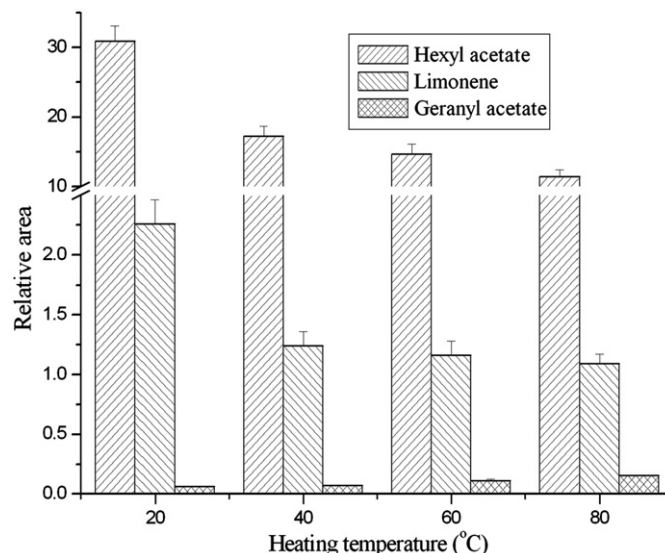 30
20
10
2.0
1.5
1.0
0.5
0.0
Relative area
Hexyl acetate
Limonene
Geranyl acetate
20 40 60 80
Heating temperature (°C)